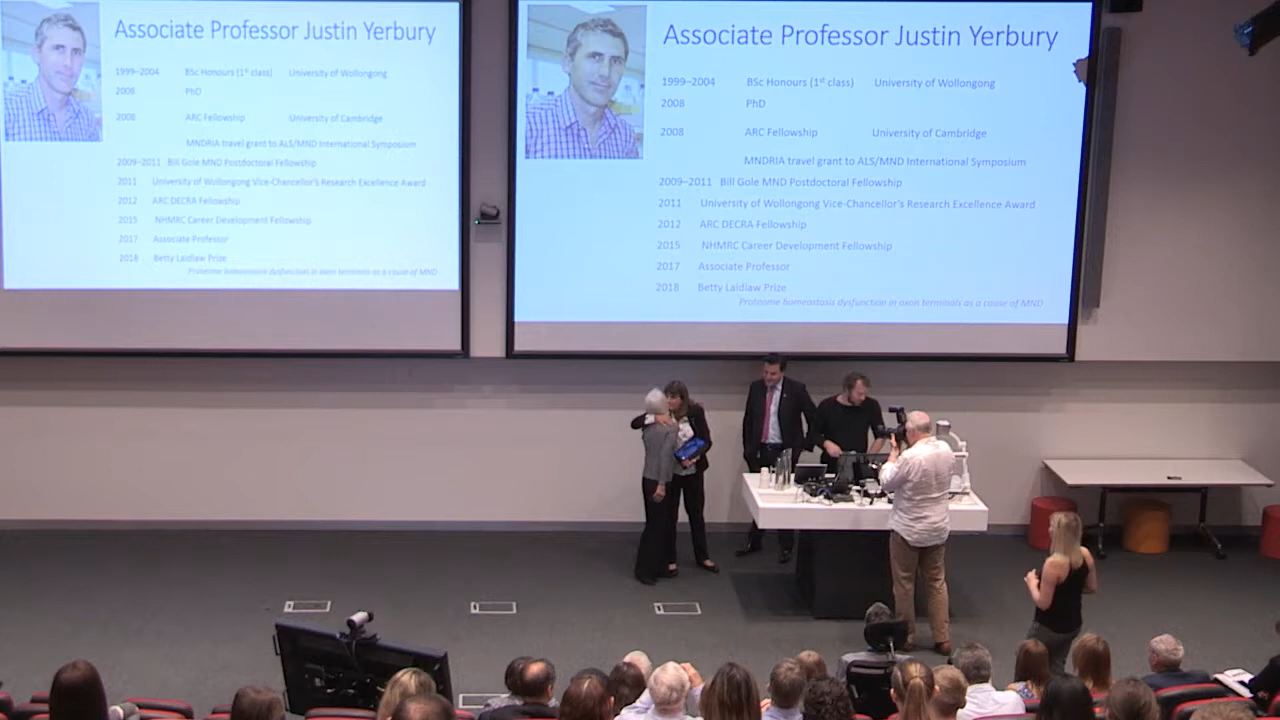 Associate Professor Justin Yerbury
1999–2004 BSc Honours (1st class) University of Wollongong
2008 PhD
2008 ARC Fellowship University of Cambridge
MNDRIA travel grant to ALS/MND International Symposium
2009–2011 Bill Gole MND Postdoctoral Fellowship
2011 University of Wollongong Vice-Chancellor's Research Excellence Award
2012 ARC DECRA Fellowship
2015 NHMRC Career Development Fellowship
2017 Associate Professor
2018 Betty Laidlaw Prize
Proteome homeostasis dysfunction in axon terminals as a cause of MND
Associate Professor Justin Yerbury
1999–2004 BSc Honours (1st class) University of Wollongong
2008 PhD
2008 ARC Fellowship University of Cambridge
MNDRIA travel grant to ALS/MND International Symposium
2009–2011 Bill Gole MND Postdoctoral Fellowship
2011 University of Wollongong Vice-Chancellor's Research Excellence Award
2012 ARC DECRA Fellowship
2015 NHMRC Career Development Fellowship
2017 Associate Professor
2018 Betty Laidlaw Prize
Proteome homeostasis dysfunction in axon terminals as a cause of MND